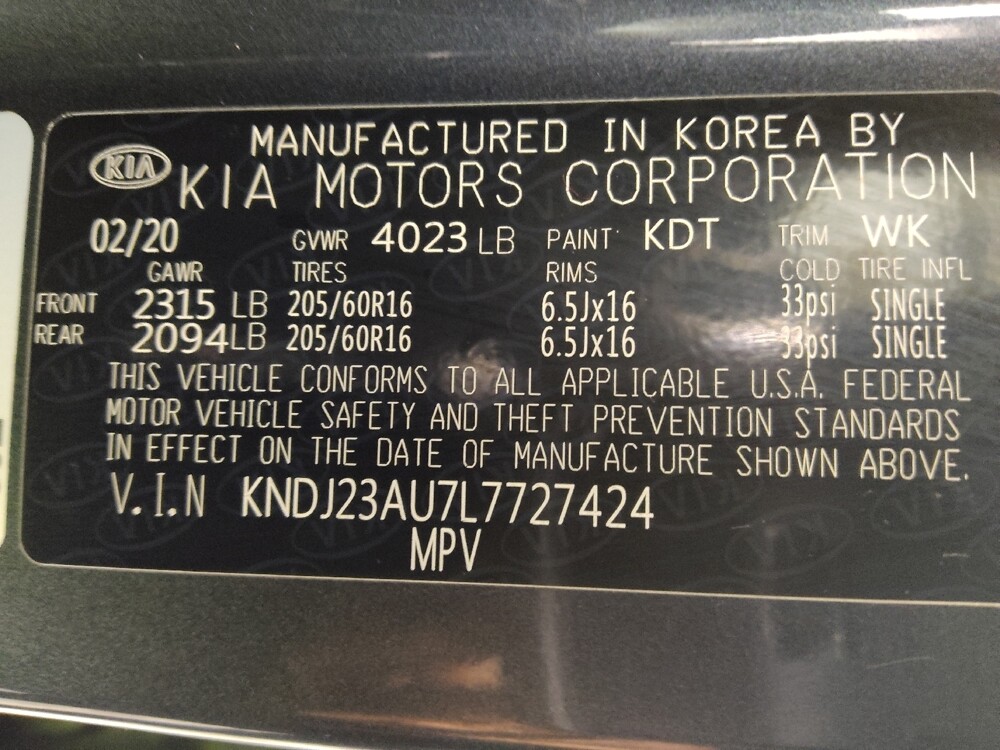 MANUFACTURED IN KOREA BY
KIA KIA MOTORS CORPORATION
02/20 GVWR 4023 LB PAINT KDT TRIM WK
GAWR TIRES RIMS COLD TIRE INFL
FRONT 2315 LB 205/60R16 6.5Jx16 33psi SINGLE
REAR 2094 LB 205/60R16 6.5Jx16 33psi SINGLE
THIS VEHICLE CONFORMS TO ALL APPLICABLE U.S.A. FEDERAL
MOTOR VEHICLE SAFETY AND THEFT PREVENTION STANDARDS
IN EFFECT ON THE DATE OF MANUFACTURE SHOWN ABOVE.
V.I.N KNDJ23AU7L7727424
MPV